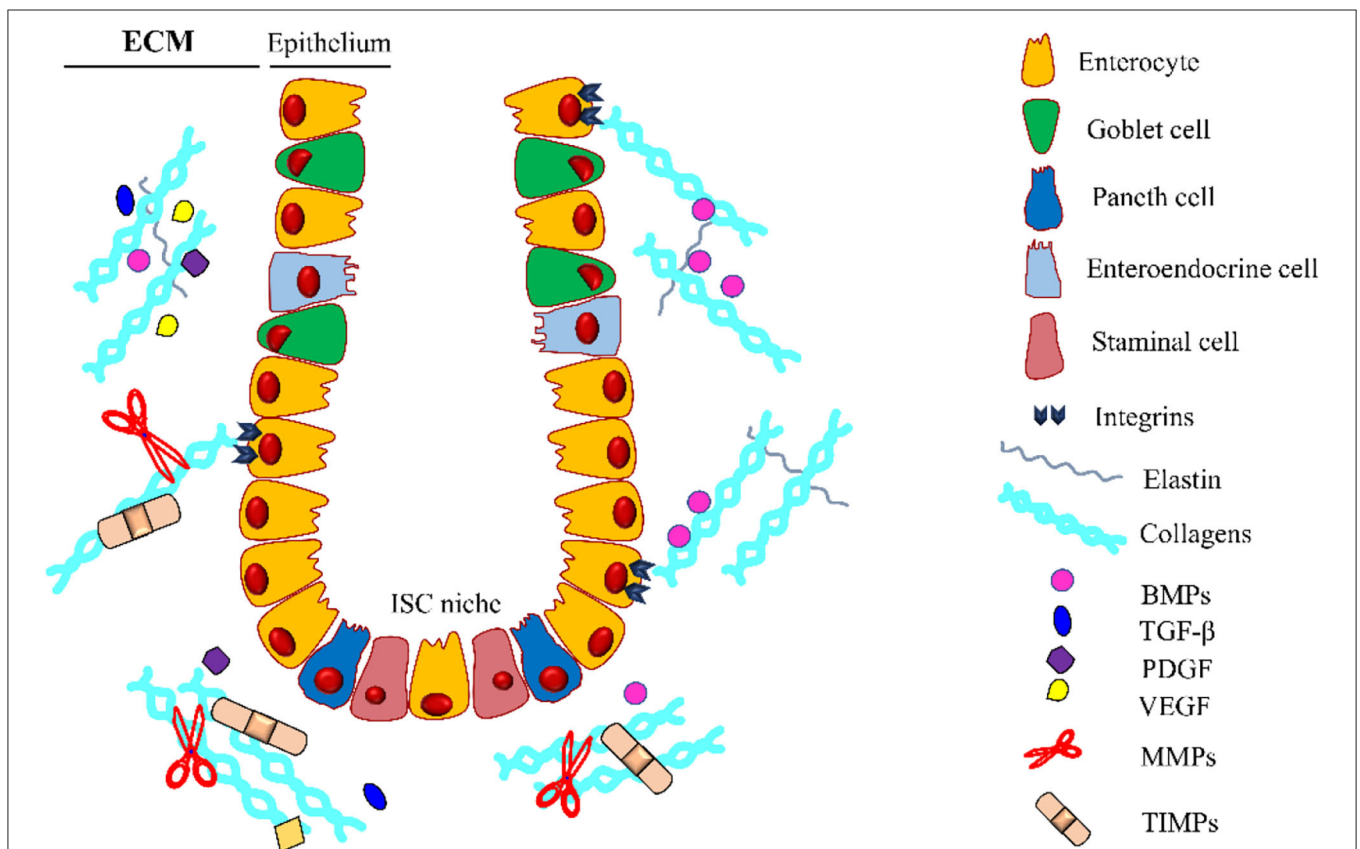 ECM Epithelium
ISC niche
Enterocyte
Goblet cell
Paneth cell
Enteroendocrine cell
Staminal cell
Integrins
Elastin
Collagens
BMPs
TGF-β
PDGF
VEGF
MMPs
TIMPs